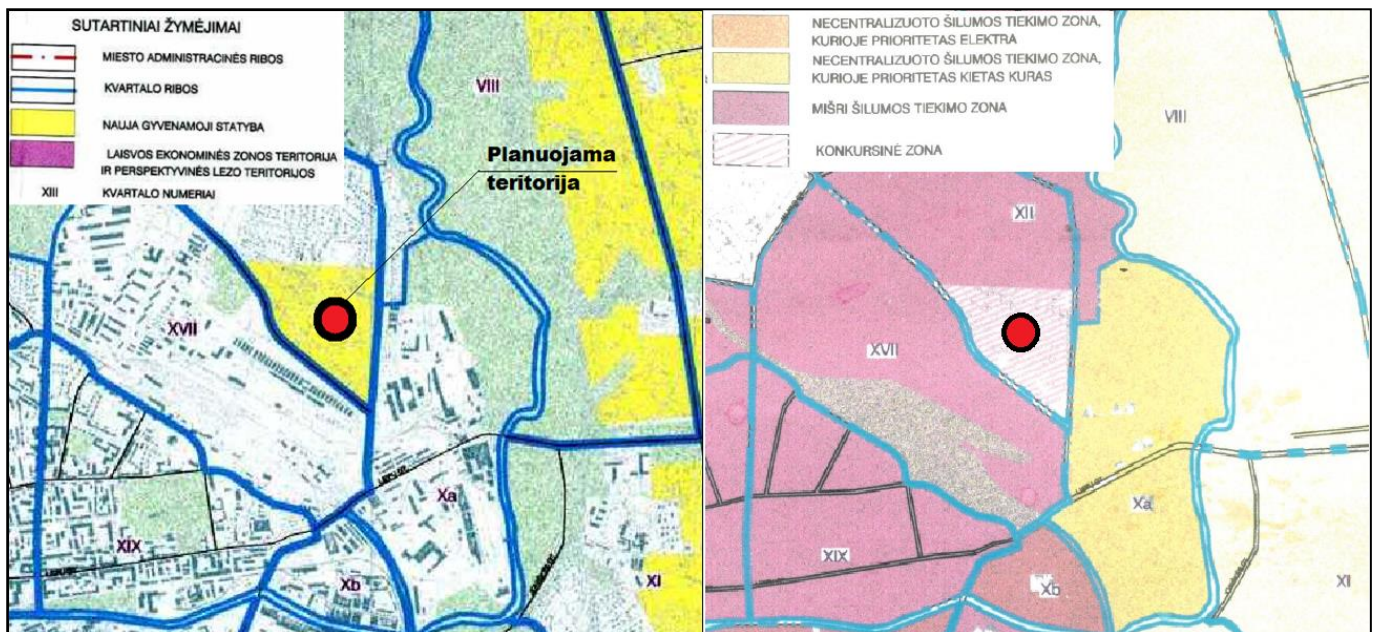 SUTARTINIAI ŽYMĖJIMAI
MIESTO ADMINISTRACINĖS RIBOS
KVARTALO RIBOS
NAUJA GYVENAMOJI STATYBA
LAISVOS EKONOMINĖS ZONOS TERITORIJA
IR PERSPEKTYVINĖS LEZO TERITORIJOS
XIII KVARTALO NUMERIAI
VIII
Planuojama
teritorija
XVII
Xa
XIX
Xb
XI
NECENTRALIZUOTO ŠILUMOS TIEKIMO ZONA,
KURIOJE PRIORITETAS ELEKTRA
NECENTRALIZUOTO ŠILUMOS TIEKIMO ZONA,
KURIOJE PRIORITETAS KIETAS KURAS
MIŠRI ŠILUMOS TIEKIMO ZONA
KONKURSINĖ ZONA
VIII
XII
XVII
Xa
XIX
Xb
XI